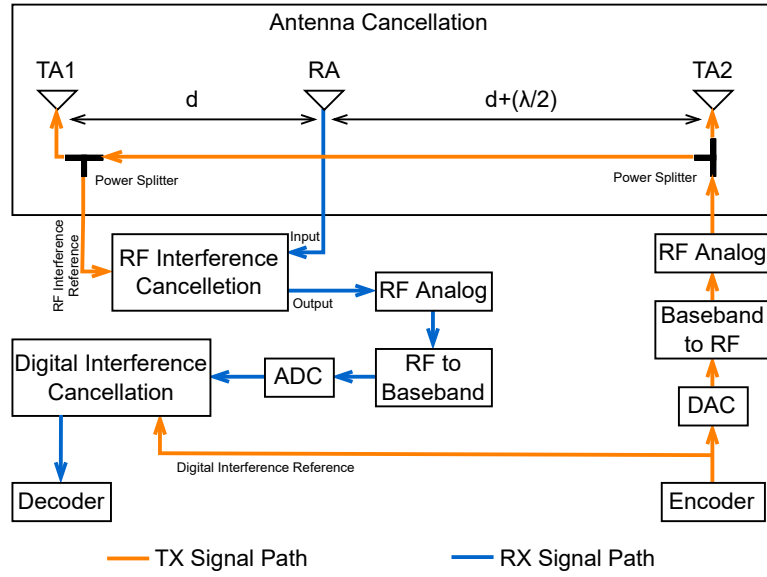 Antenna Cancellation
TA1
RA
TA2
d
d+(λ/2)
Power Splitter
Power Splitter
RF Interference
Reference
Input
RF Interference
Cancelletion
Output
RF Analog
RF Analog
Baseband
to RF
Digital Interference
Cancellation
ADC
RF to
Baseband
DAC
Digital Interference Reference
Decoder
Encoder
TX Signal Path
RX Signal Path